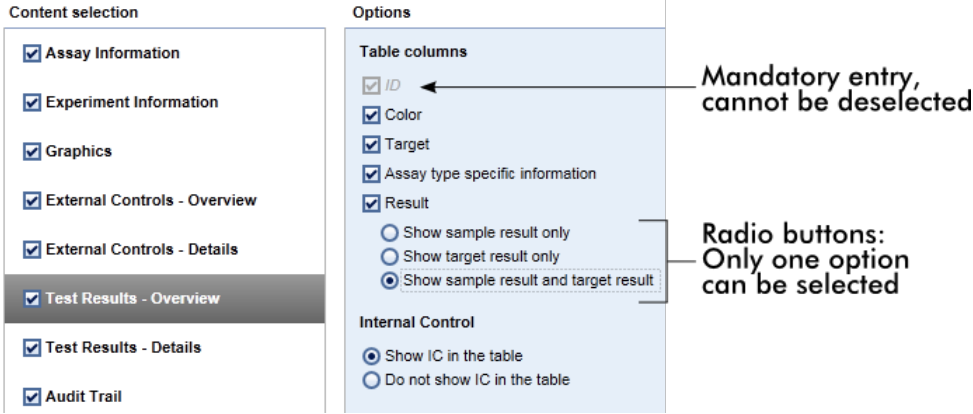 Content selection
Assay Information
Experiment Information
Graphics
External Controls - Overview
External Controls - Details
Test Results - Overview
Test Results - Details
Audit Trail
Options
Table columns
ID
Color
Target
Assay type specific information
Result
Show sample result only
Show target result only
Show sample result and target result
Internal Control
Show IC in the table
Do not show IC in the table
Mandatory entry,
cannot be deselected
Radio buttons:
Only one option
can be selected